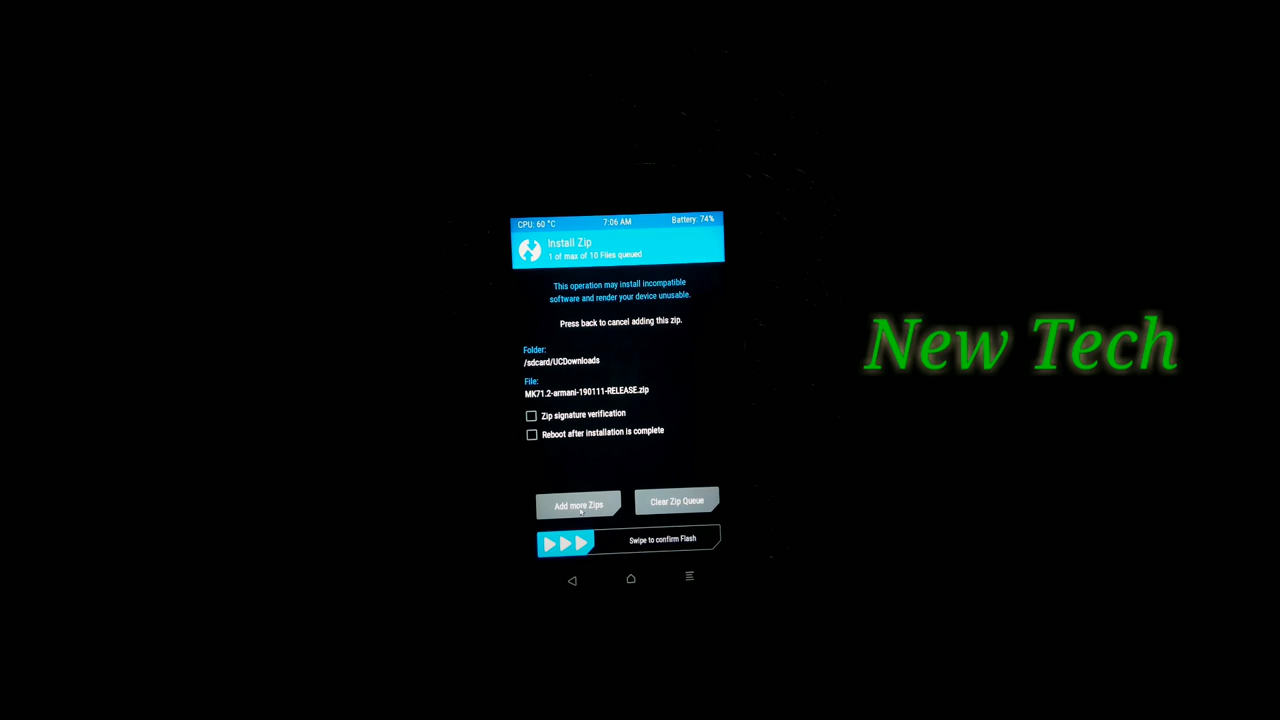 CPU: 60 °C 7:06 AM Battery: 74%
Install Zip
1 of max of 10 Files queued
This operation may install incompatible
software and render your device unusable.
Press back to cancel adding this zip.
Folder:
/sdcard/UCDownloads
File:
MK71.2-armani-190111-RELEASE.zip
Zip signature verification
Reboot after installation is complete
Add more Zips Clear Zip Queue
Swipe to confirm Flash
New Tech